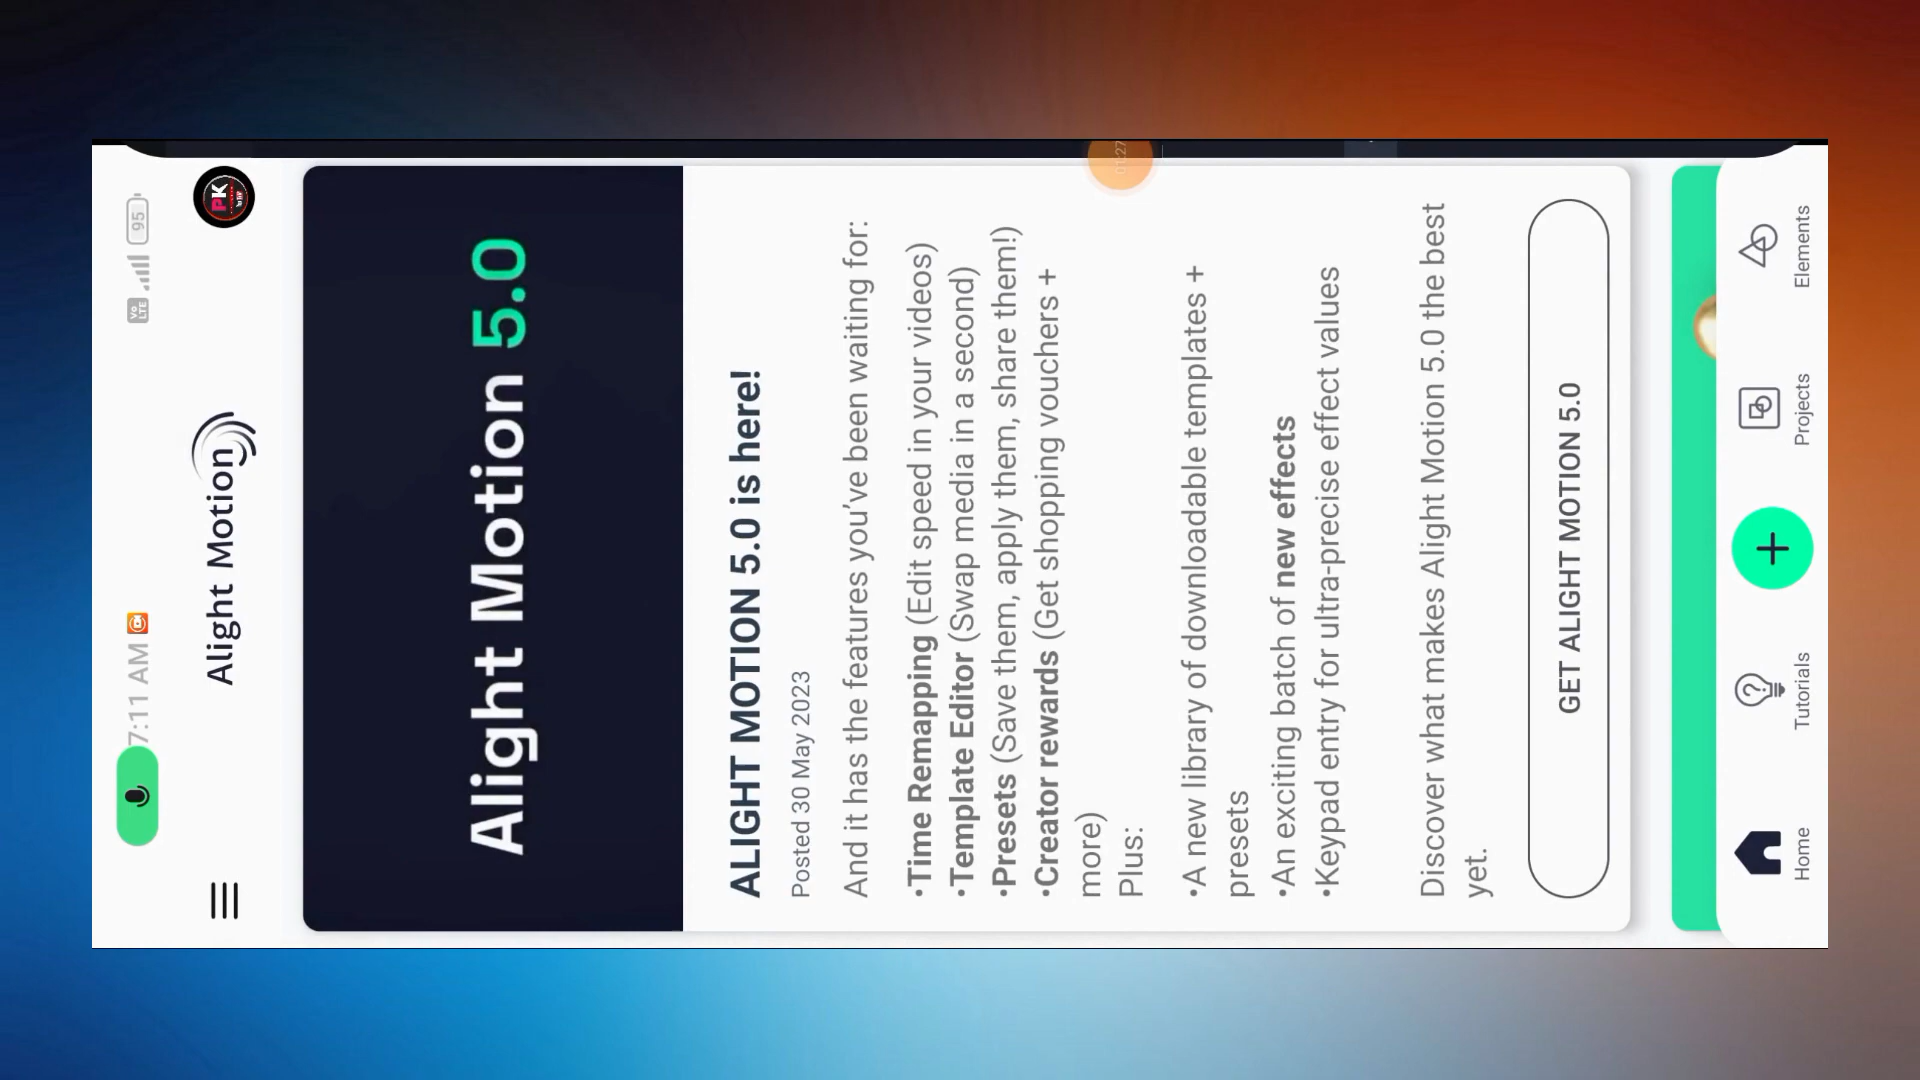 7:11 AM
Vo LTE
95
Alight Motion
PK
Alight Motion 5.0
ALIGHT MOTION 5.0 is here!
Posted 30 May 2023
And it has the features you've been waiting for:
•Time Remapping (Edit speed in your videos)
•Template Editor (Swap media in a second)
•Presets (Save them, apply them, share them!)
•Creator rewards (Get shopping vouchers +
more)
Plus:
•A new library of downloadable templates +
presets
•An exciting batch of new effects
•Keypad entry for ultra-precise effect values
Discover what makes Alight Motion 5.0 the best
yet.
GET ALIGHT MOTION 5.0
Home
Tutorials
Projects
Elements
01:27